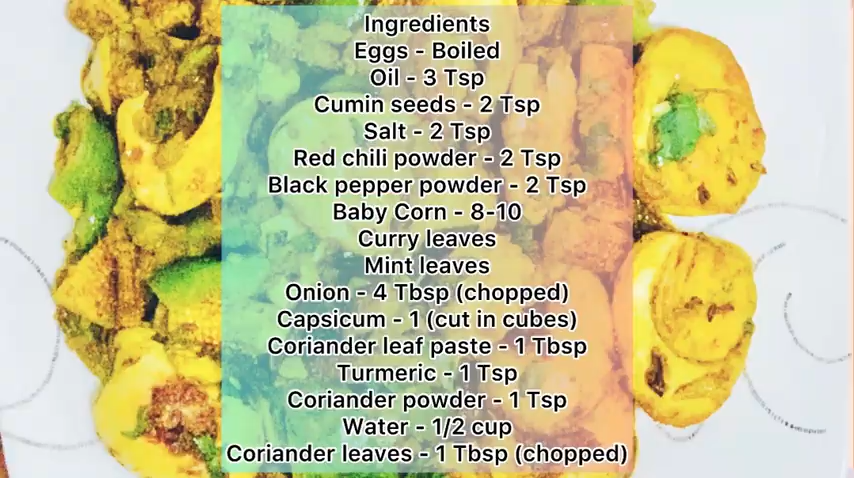 Ingredients
Eggs - Boiled
Oil - 3 Tsp
Cumin seeds - 2 Tsp
Salt - 2 Tsp
Red chili powder - 2 Tsp
Black pepper powder - 2 Tsp
Baby Corn - 8-10
Curry leaves
Mint leaves
Onion - 4 Tbsp (chopped)
Capsicum - 1 (cut in cubes)
Coriander leaf paste - 1 Tbsp
Turmeric - 1 Tsp
Coriander powder - 1 Tsp
Water - 1/2 cup
Coriander leaves - 1 Tbsp (chopped)